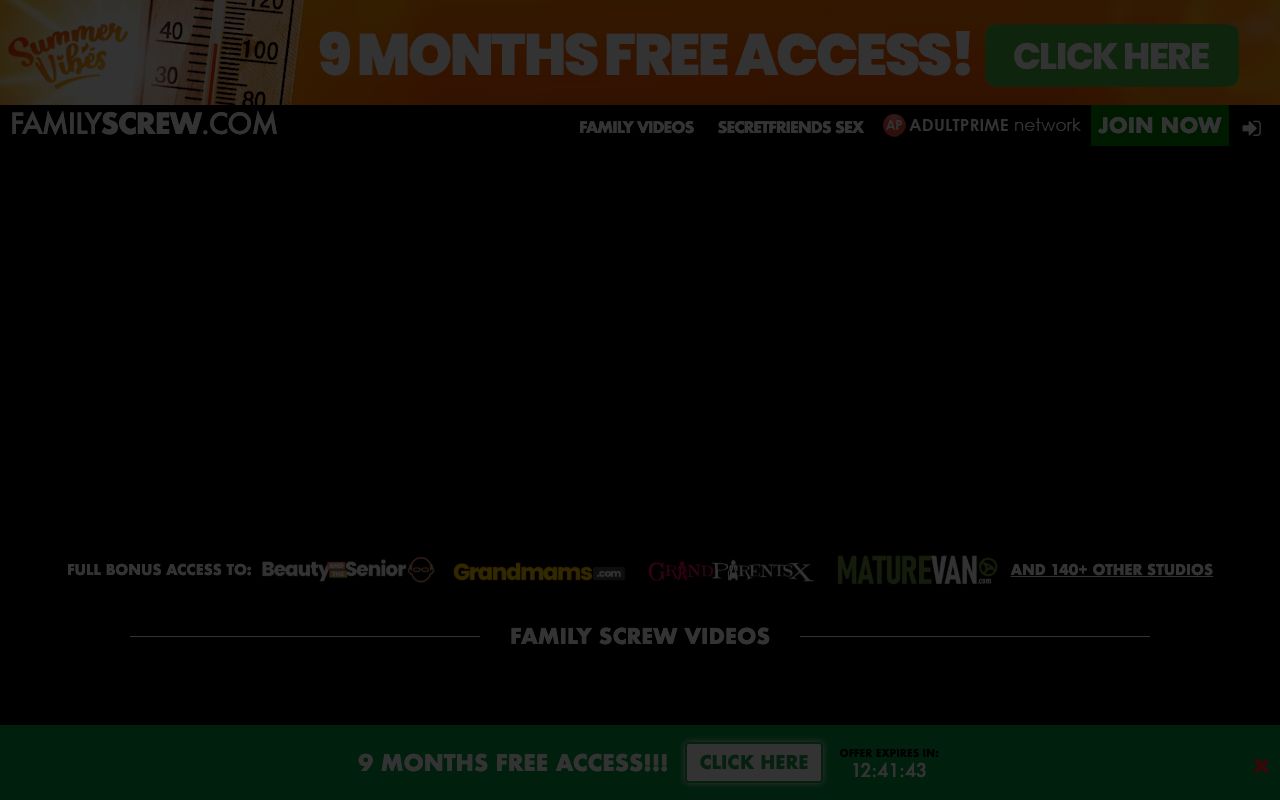 Summer
Vibes
120
40
100
30
80
9 MONTHS FREE ACCESS!
CLICK HERE
FAMILYSCREW.COM
FAMILY VIDEOS
SECRETFRIENDS SEX
AP ADULTPRIME network
JOIN NOW
FULL BONUS ACCESS TO:
Beauty
Senior
Grandmams.com
GRANDPARENTSX
MATUREVAN.com
AND 140+ OTHER STUDIOS
FAMILY SCREW VIDEOS
9 MONTHS FREE ACCESS!!!
CLICK HERE
OFFER EXPIRES IN:
12:41:43